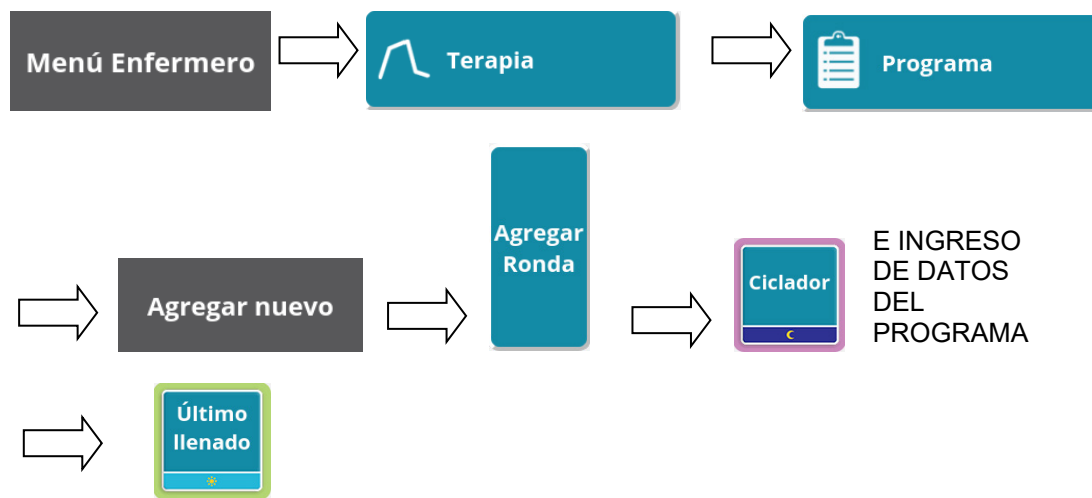 Menú Enfermero
Terapia
Programa
Agregar nuevo
Agregar
Ronda
Ciclador
E INGRESO
DE DATOS
DEL
PROGRAMA
Último
llenado